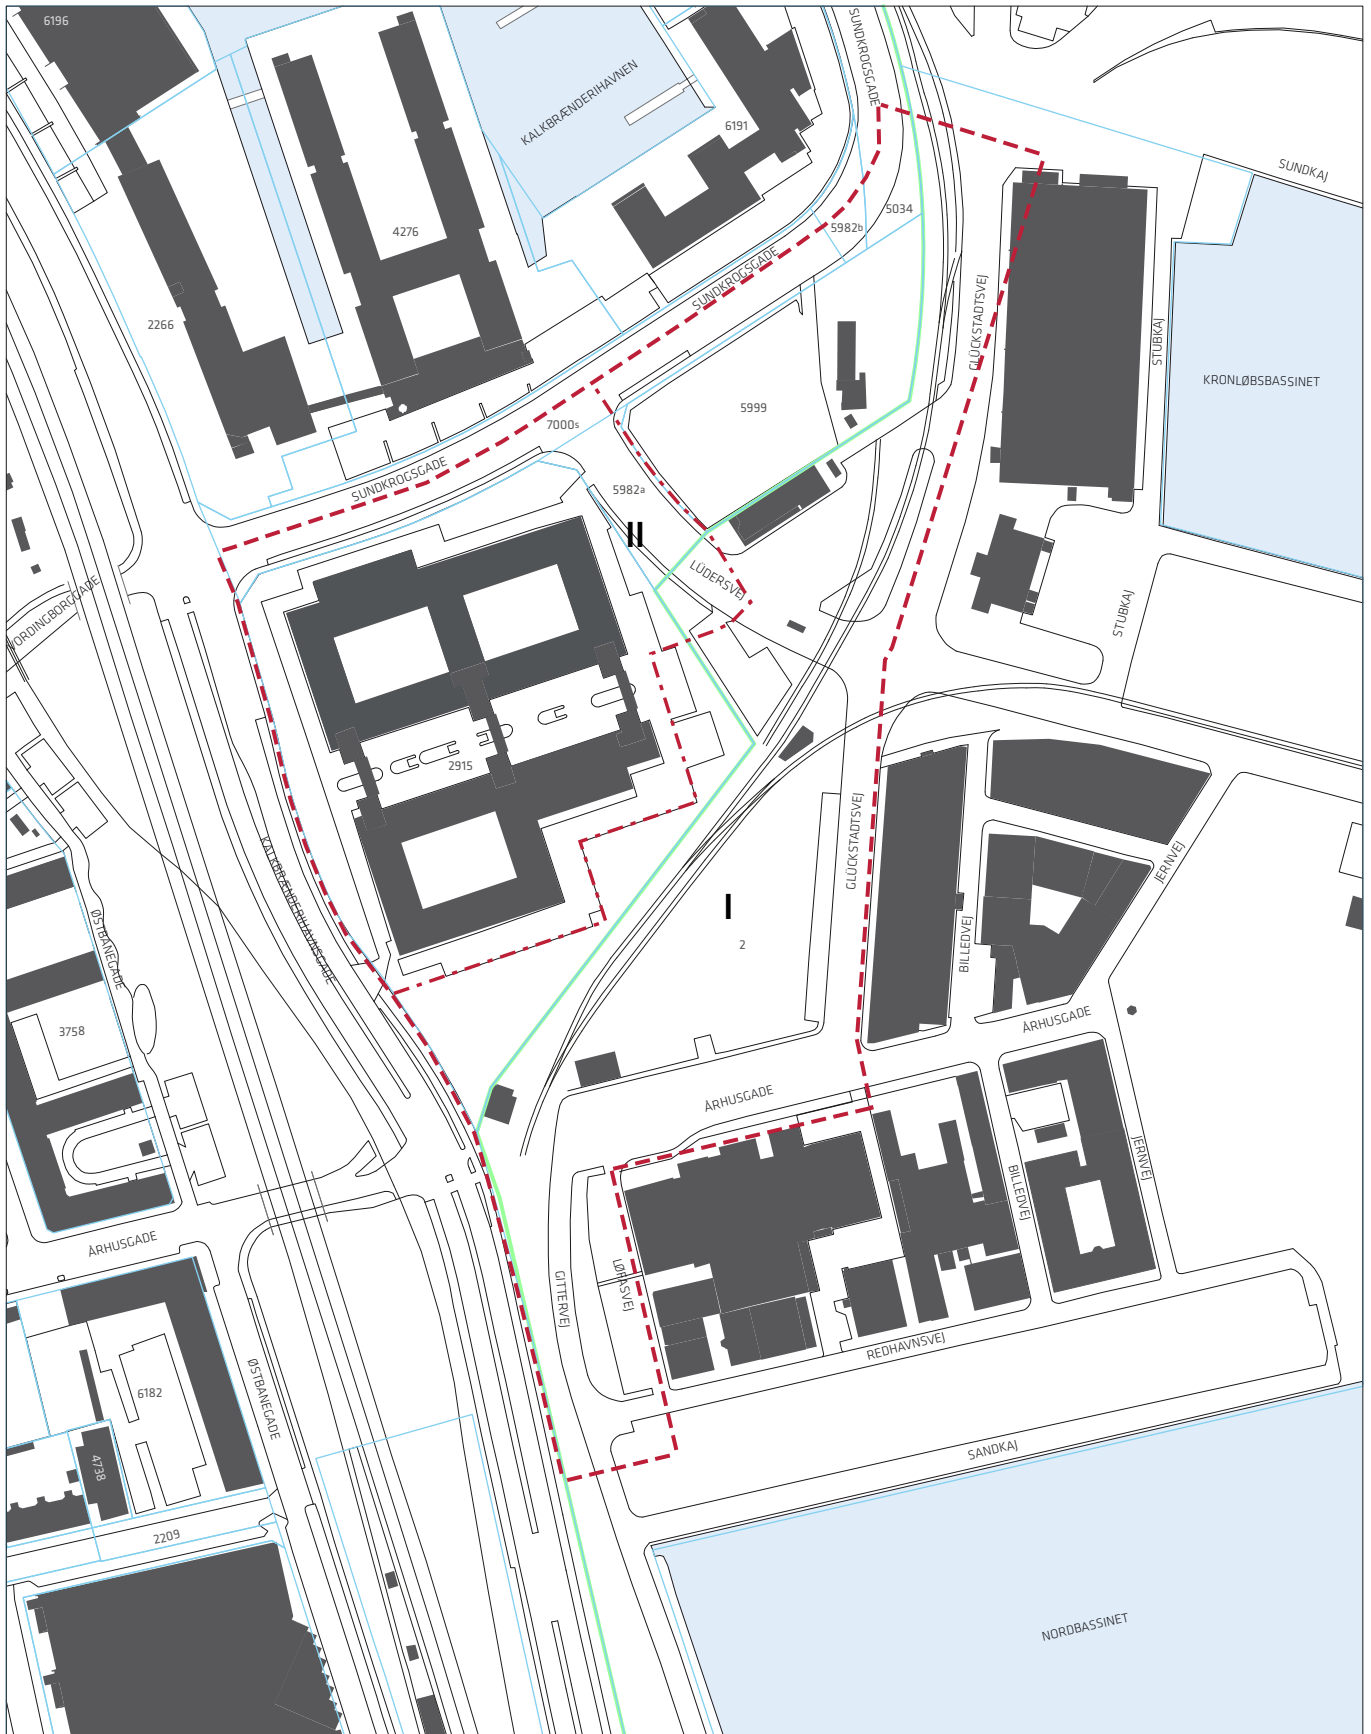 6196
SUNDKROGSGADE
KALKBRÆNDERIHAVNEN
6191
SUNDKAJ
4276
5034
5982b
SUNDKROGSGADE
2266
GLÜCKSTADTSVEJ
STUBKAJ
KRONLØBSBASSINET
5999
7000s
SUNDKROGSGADE
5982a
II
LÜDERSVEJ
ORDINGBORGGADE
STUBKAJ
2915
GLÜCKSTADTSVEJ
JERNVEJ
KALKBRÆNDERIHAVNSGADE
I
ØSTBANEGADE
BILLEDVEJ
2
3758
ÅRHUSGADE
ÅRHUSGADE
JERNVEJ
BILLEDVEJ
ÅRHUSGADE
GITTERVEJ
LØFASVEJ
REDHAVNSVEJ
ØSTBANEGADE
6182
SANDKAJ
4738
2209
NORDBASSINET